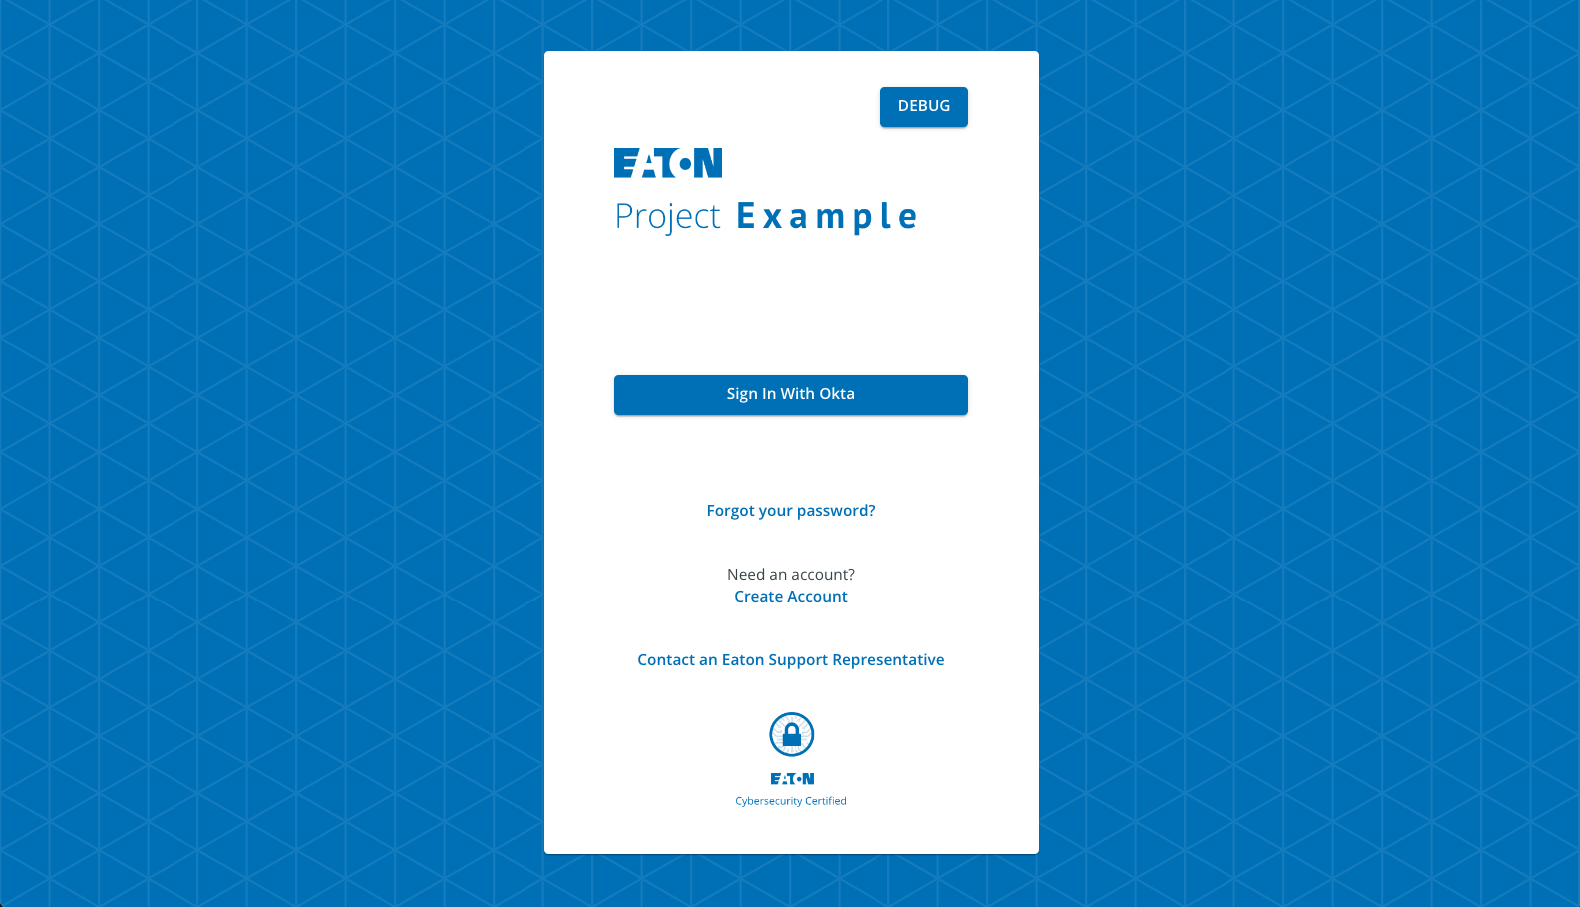 DEBUG
EATON
Project Example
Sign In With Okta
Forgot your password?
Need an account?
Create Account
Contact an Eaton Support Representative
EATON
Cybersecurity Certified